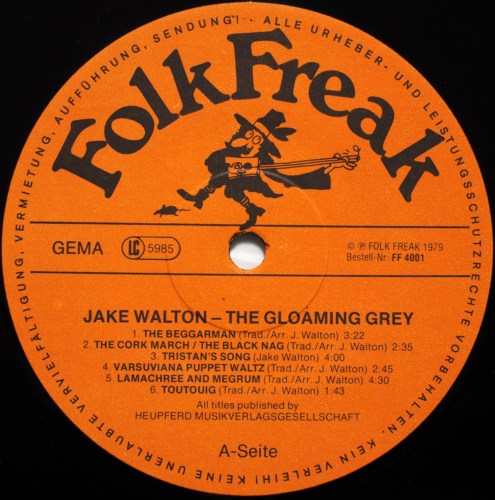 FolkFreak
GEMA
LC 5985
© ℗ FOLK FREAK 1979
Bestell-Nr. FF 4001
JAKE WALTON – THE GLOAMING GREY
1. THE BEGGARMAN (Trad./Arr. J. Walton) 3:22
2. THE CORK MARCH / THE BLACK NAG (Trad./Arr. J. Walton) 2:35
3. TRISTAN'S SONG (Jake Walton) 4:00
4. VARSUVIANA PUPPET WALTZ (Trad./Arr. J. Walton) 2:45
5. LAMACHREE AND MEGRUM (Trad./Arr. J. Walton) 4:30
6. TOUTOUIG (Trad./Arr. J. Walton) 1:43
All titles published by
HEUPFERD MUSIKVERLAGSGESELLSCHAFT
A-Seite
ALLE URHEBER- UND LEISTUNGSSCHUTZRECHTE VORBEHALTEN. KEIN VERLEIH! KEINE UNERLAUBTE VERVIELFÄLTIGUNG, VERMIETUNG, AUFFÜHRUNG, SENDUNG!